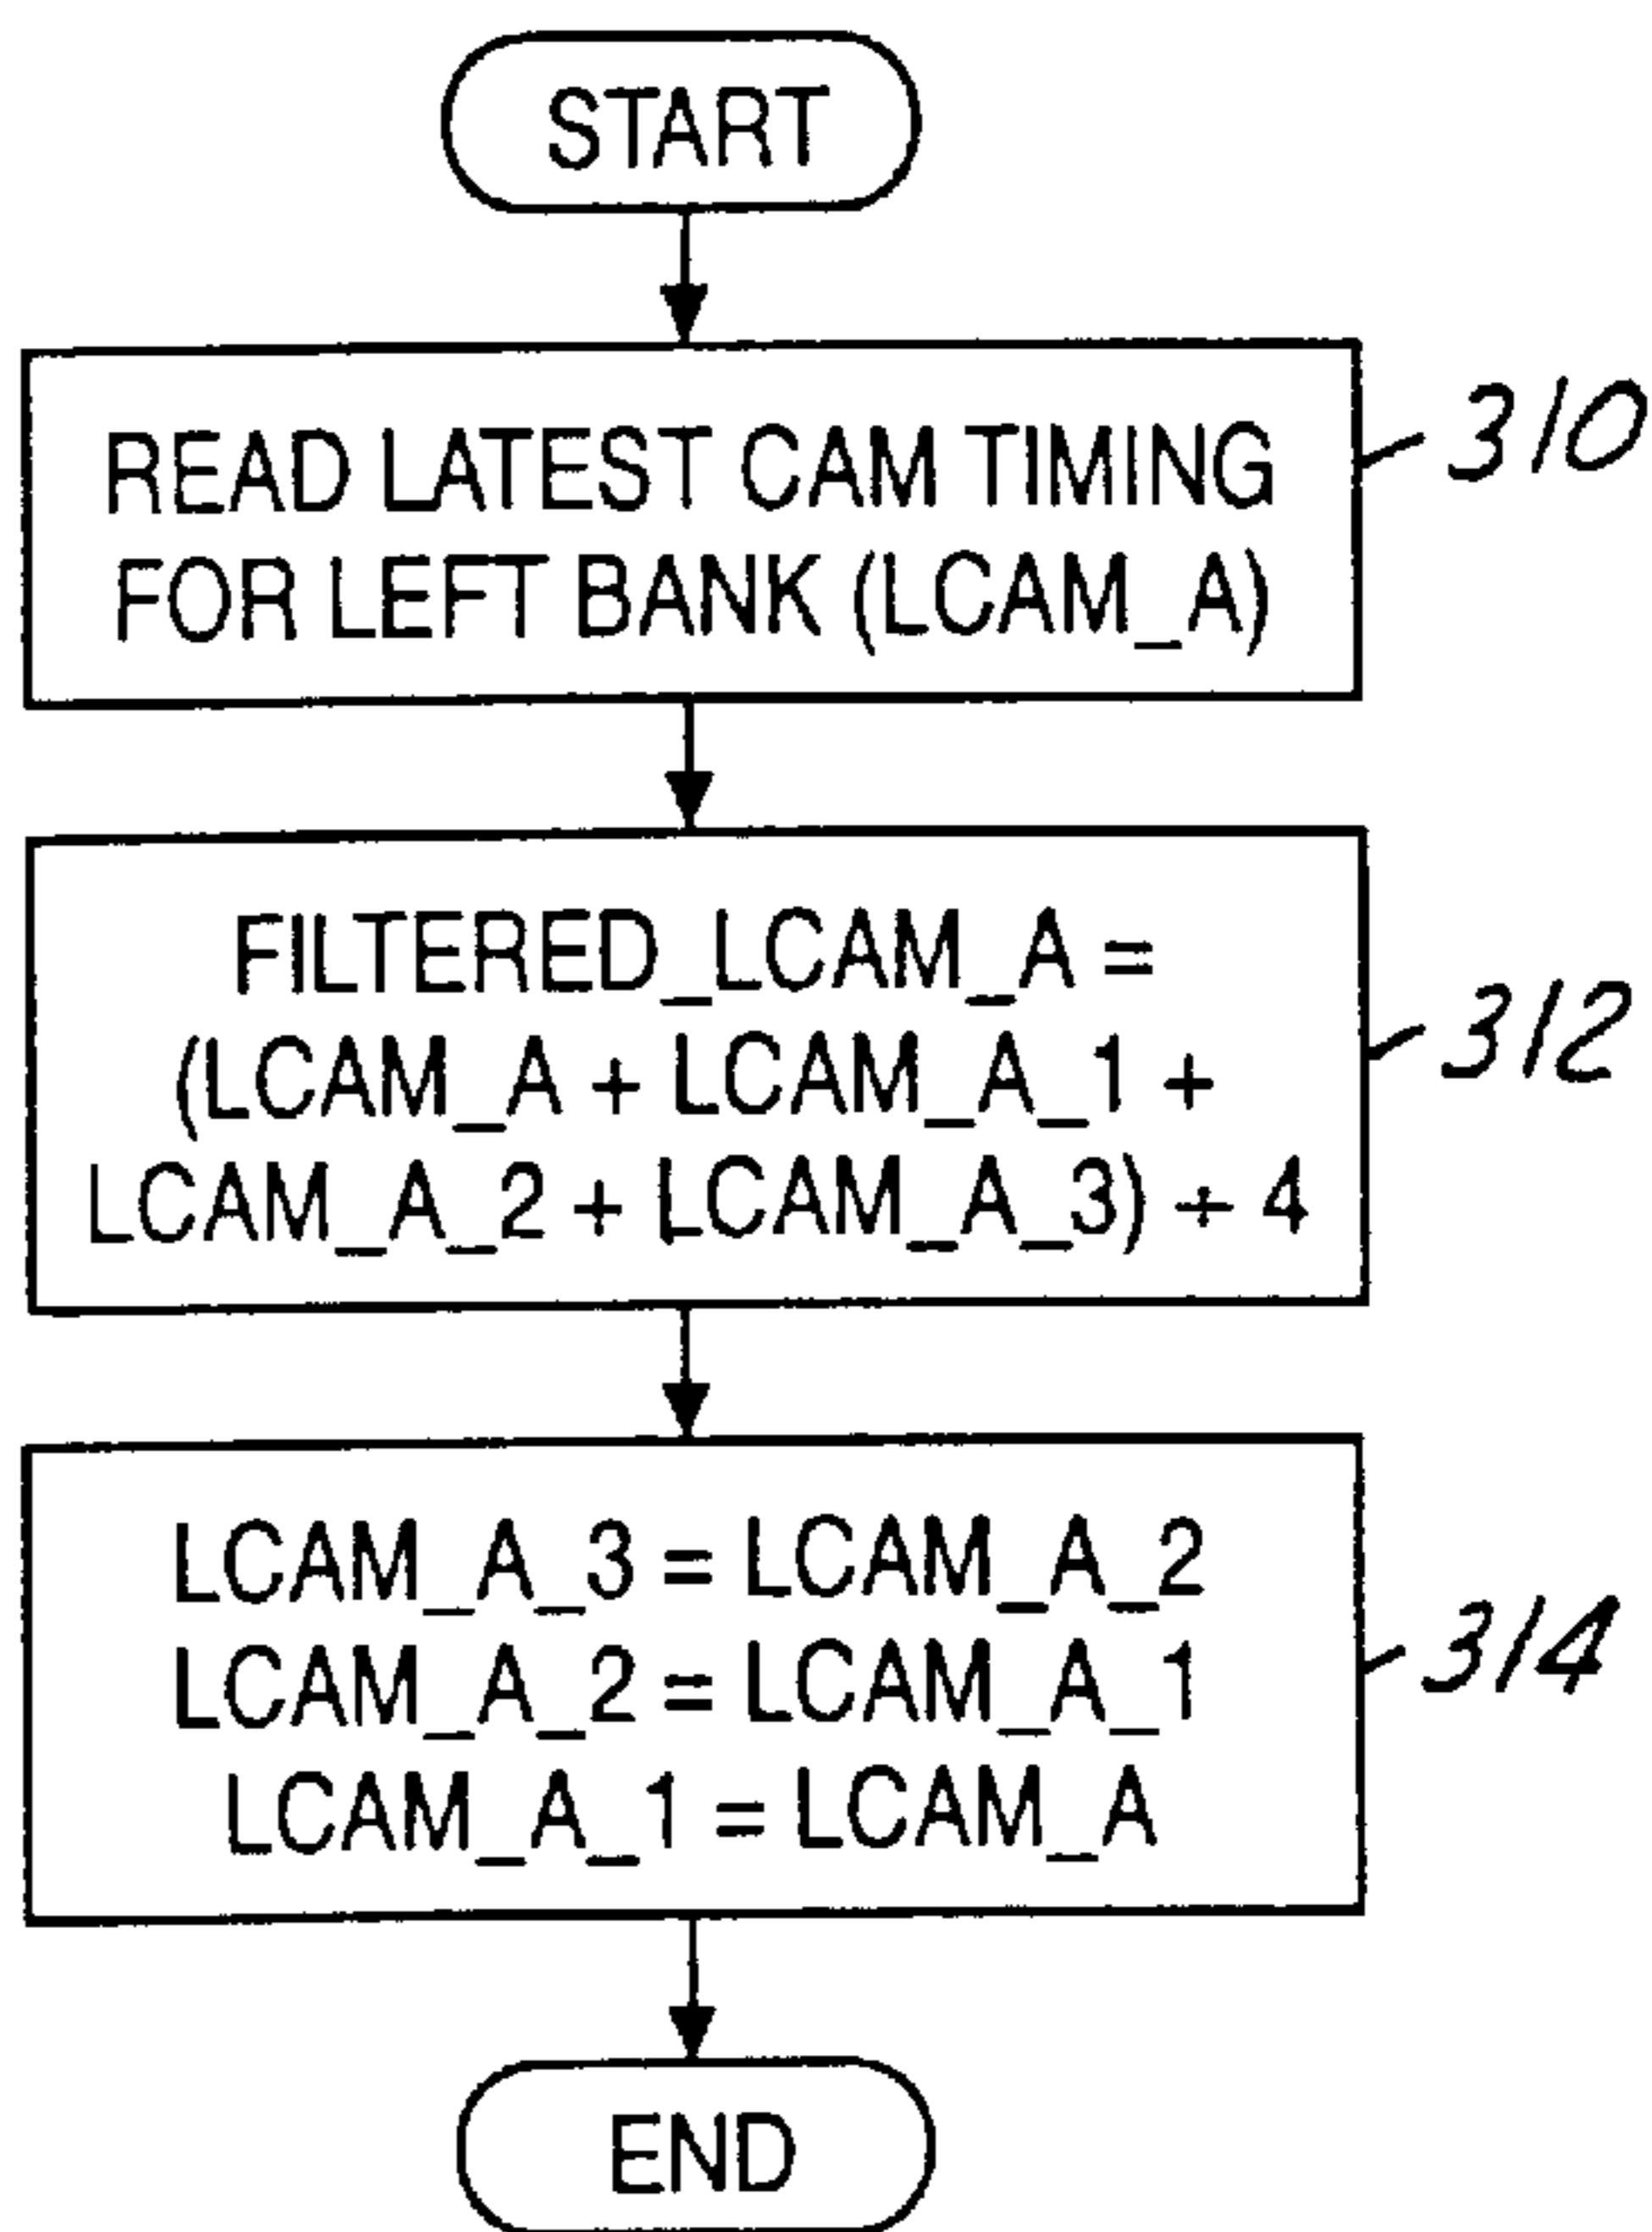 START
READ LATEST CAM TIMING
FOR LEFT BANK (LCAM_A)
310
FILTERED_LCAM_A =
(LCAM_A + LCAM_A_1 +
LCAM_A_2 + LCAM_A_3) ÷ 4
312
LCAM_A_3 = LCAM_A_2
LCAM_A_2 = LCAM_A_1
LCAM_A_1 = LCAM_A
314
END